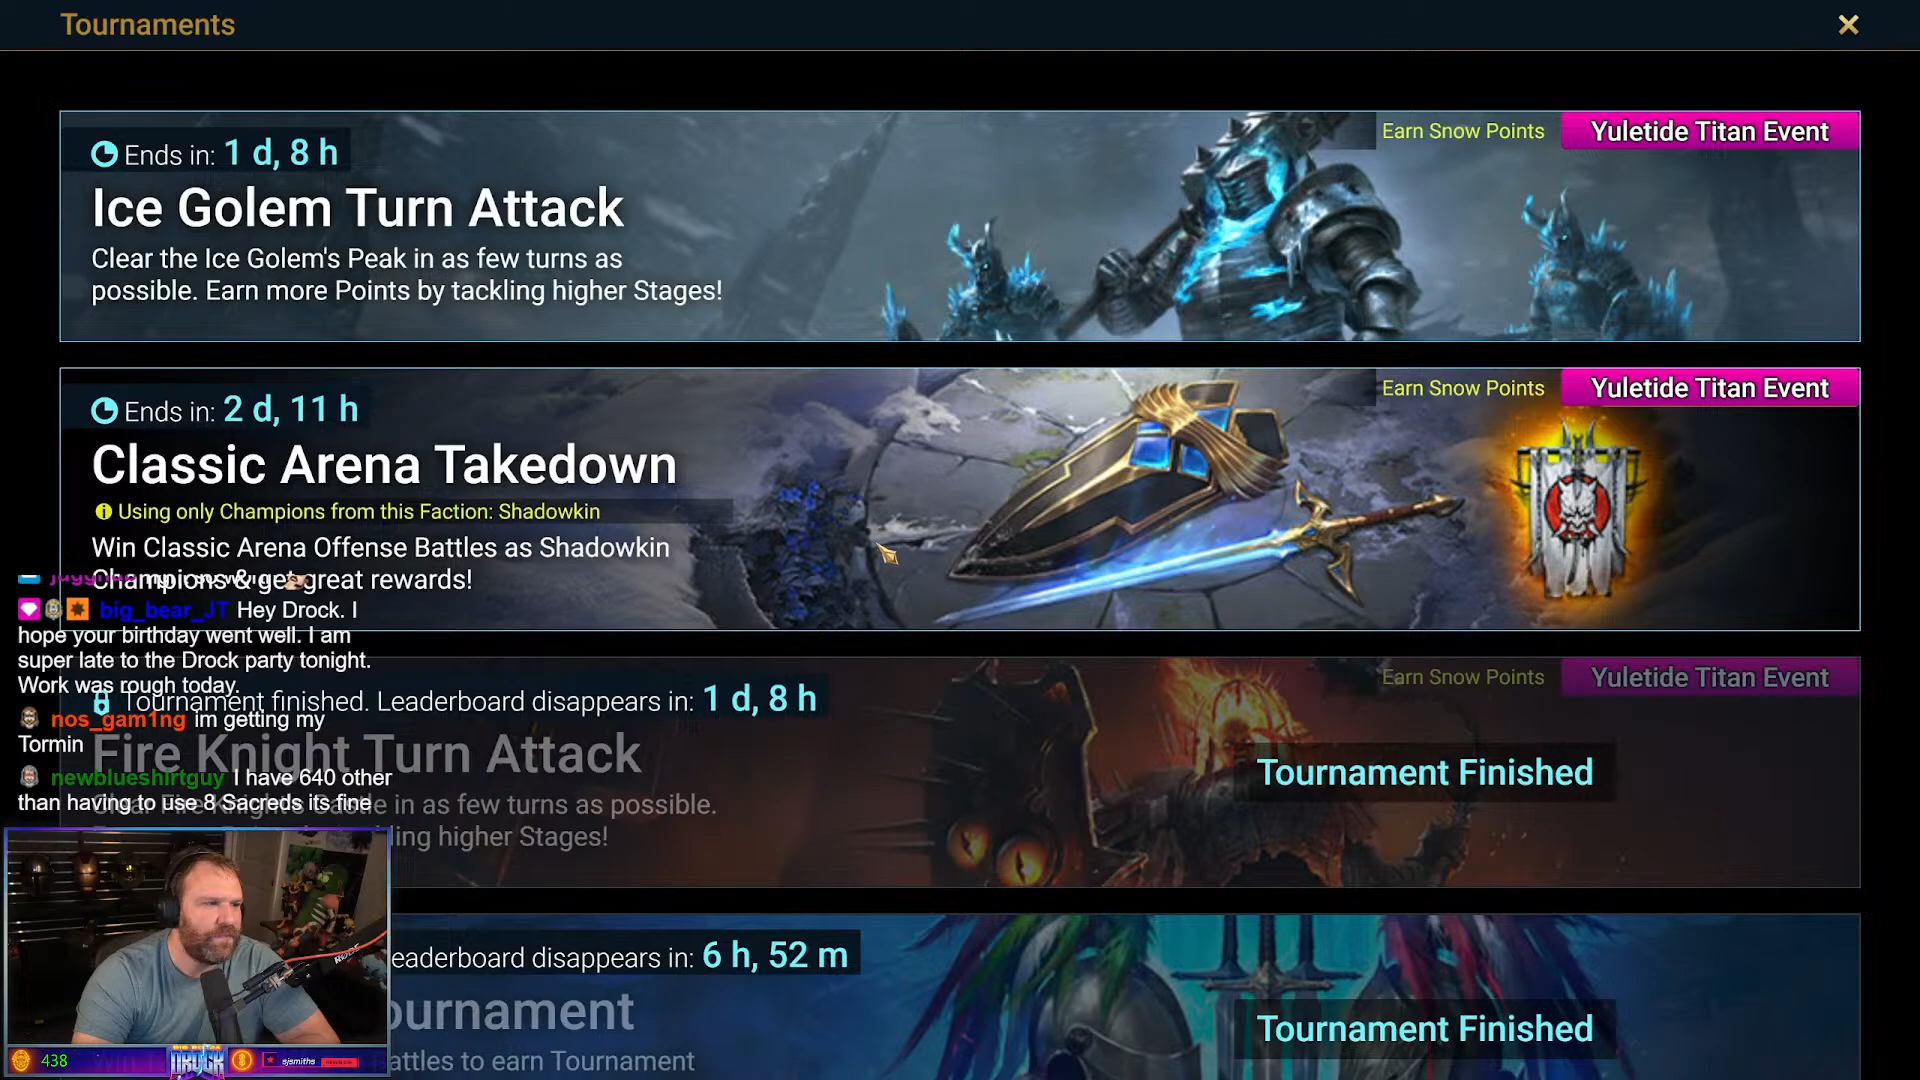 Tournaments
Earn Snow Points
Yuletide Titan Event
Ends in: 1 d, 8 h
Ice Golem Turn Attack
Clear the Ice Golem's Peak in as few turns as
possible. Earn more Points by tackling higher Stages!
Earn Snow Points
Yuletide Titan Event
Ends in: 2 d, 11 h
Classic Arena Takedown
Using only Champions from this Faction: Shadowkin
Win Classic Arena Offense Battles as Shadowkin
Champions & get great rewards!
big_bear_JT Hey Drock. I
hope your birthday went well. I am
super late to the Drock party tonight.
Work was rough today.
Earn Snow Points
Yuletide Titan Event
Tournament finished. Leaderboard disappears in: 1 d, 8 h
nos_gam1ng im getting my
Tormin
Fire Knight Turn Attack
Tournament Finished
newblueshirtguy I have 640 other
than having to use 8 Sacreds its fine
in as few turns as possible.
higher Stages!
eaderboard disappears in: 6 h, 52 m
ournament
Tournament Finished
attles to earn Tournament
RODE
438
DROCK
sjsmiths